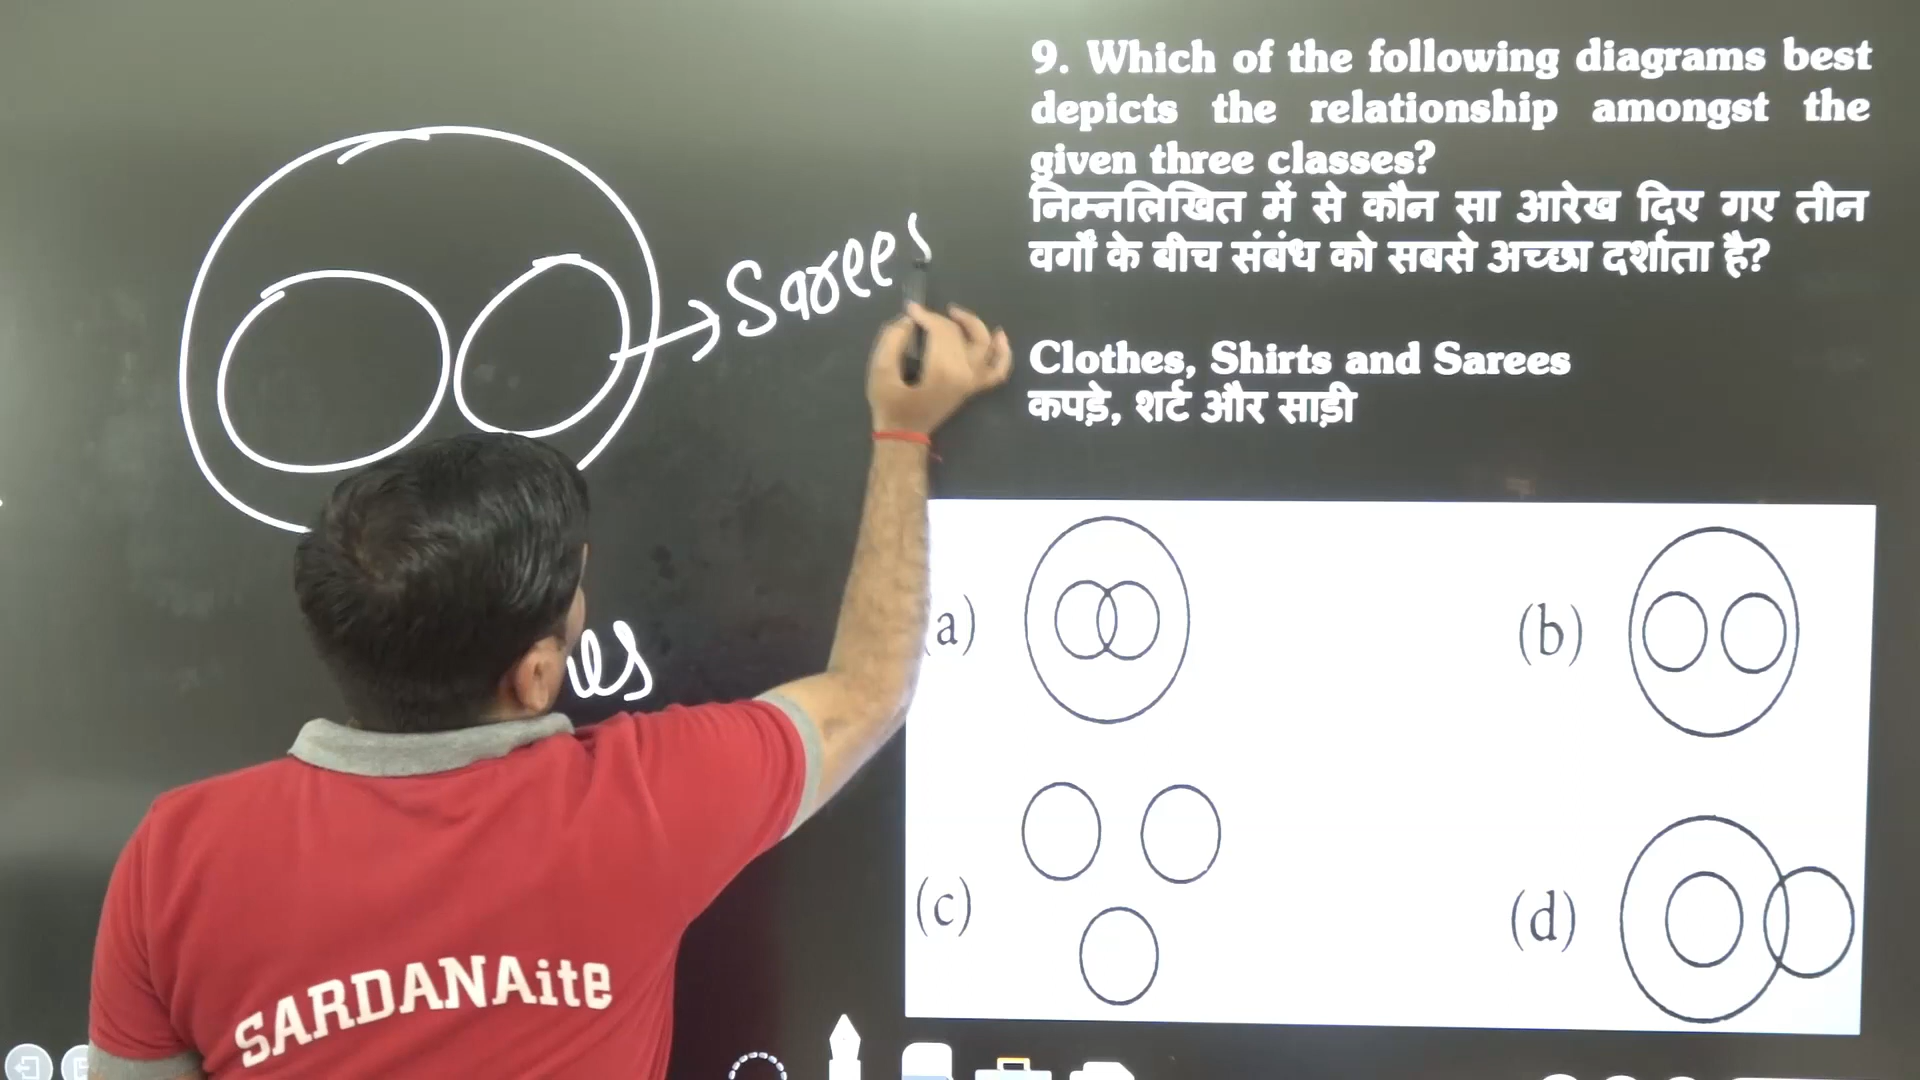 9. Which of the following diagrams best
depicts the relationship amongst the
given three classes?
निम्नलिखित में से कौन सा आरेख दिए गए तीन
वर्गों के बीच संबंध को सबसे अच्छा दर्शाता है?
Clothes, Shirts and Sarees
कपड़े, शर्ट और साड़ी
Sarees
a)
(b)
(c)
(d)
SARDANAite